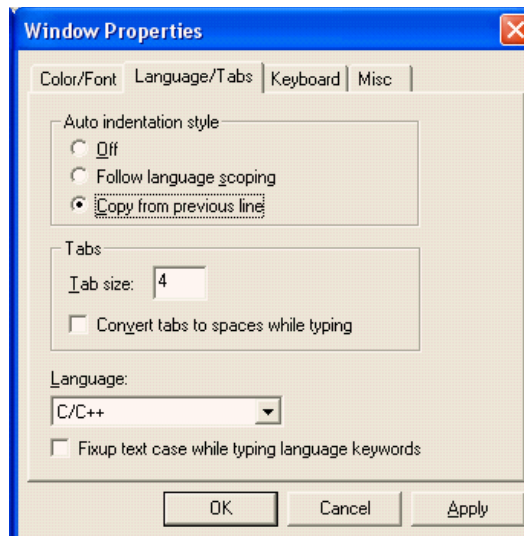 Window Properties
Color/Font Language/Tabs Keyboard Misc
Auto indentation style
Off
Follow language scoping
Copy from previous line
Tabs
Tab size: 4
Convert tabs to spaces while typing
Language:
C/C++
Fixup text case while typing language keywords
OK Cancel Apply